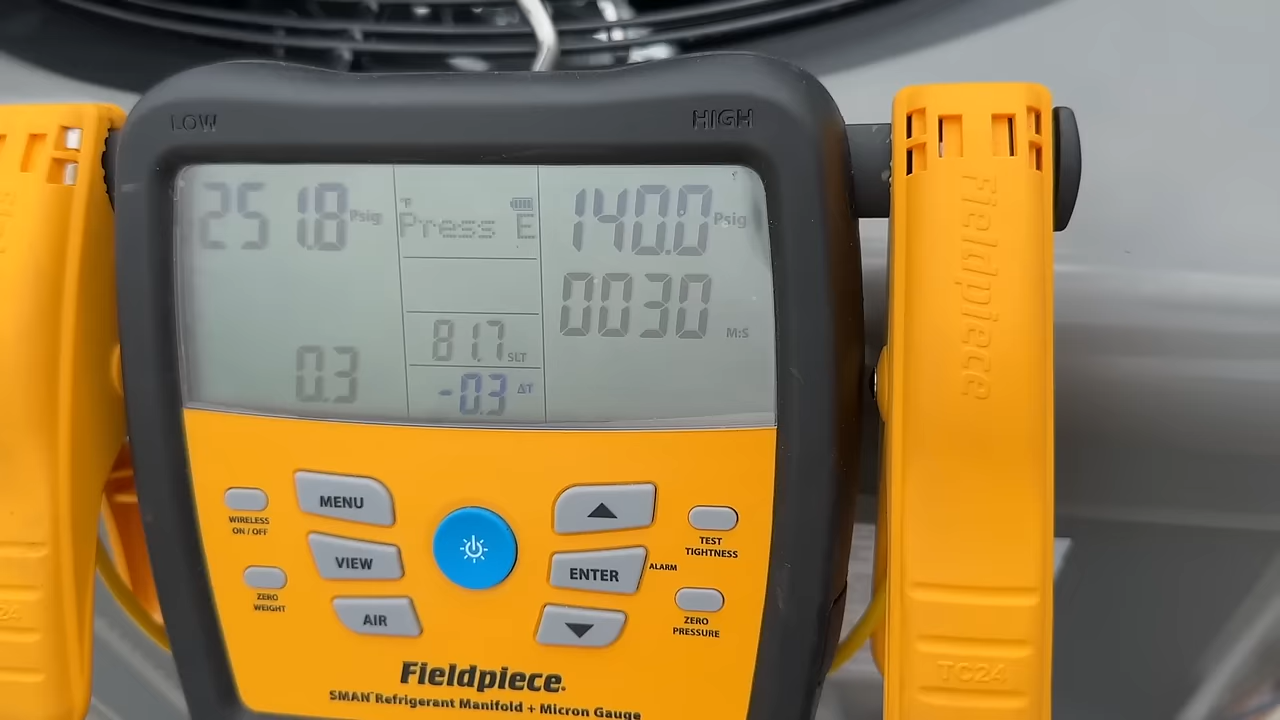 LOW
HIGH
251.8 Psig
°F
Press E
140.0 Psig
0030
M:S
81.7 SLT
0.3
-0.3 ΔT
MENU
WIRELESS
ON / OFF
VIEW
ZERO
WEIGHT
AIR
TEST
TIGHTNESS
ENTER
ALARM
ZERO
PRESSURE
Fieldpiece
SMAN Refrigerant Manifold + Micron Gauge
Fieldpiece
TC24
24